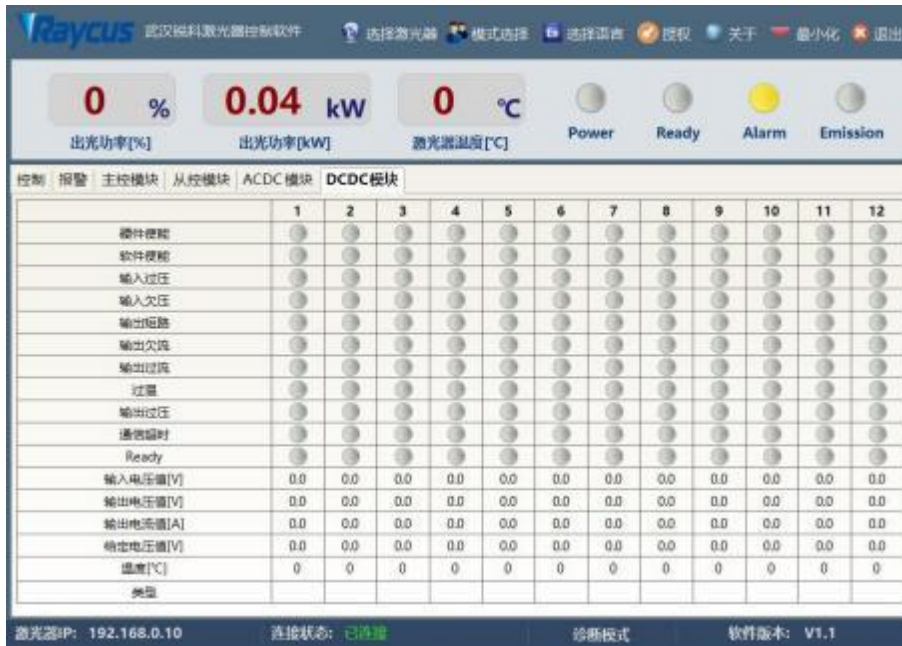 Raycus 武汉锐科激光器控制软件 选择激光器 模式选择 选择语言 授权 关于 最小化 退出
0 % 0.04 kW 0 ℃
出光功率[%] 出光功率[kW] 激光器温度[℃] Power Ready Alarm Emission
控制 报警 主控模块 从控模块 ACDC模块 DCDC模块
1 2 3 4 5 6 7 8 9 10 11 12
硬件使能
软件使能
输入过压
输入欠压
输出短路
输出欠流
输出过流
过温
输出过压
通信超时
Ready
输入电压值[V] 0.0 0.0 0.0 0.0 0.0 0.0 0.0 0.0 0.0 0.0 0.0 0.0
输出电压值[V] 0.0 0.0 0.0 0.0 0.0 0.0 0.0 0.0 0.0 0.0 0.0 0.0
输出电流值[A] 0.0 0.0 0.0 0.0 0.0 0.0 0.0 0.0 0.0 0.0 0.0 0.0
给定电压值[V] 0.0 0.0 0.0 0.0 0.0 0.0 0.0 0.0 0.0 0.0 0.0 0.0
温度[℃] 0 0 0 0 0 0 0 0 0 0 0 0
类型
激光器IP: 192.168.0.10 连接状态: 已连接 诊断模式 软件版本: V1.1